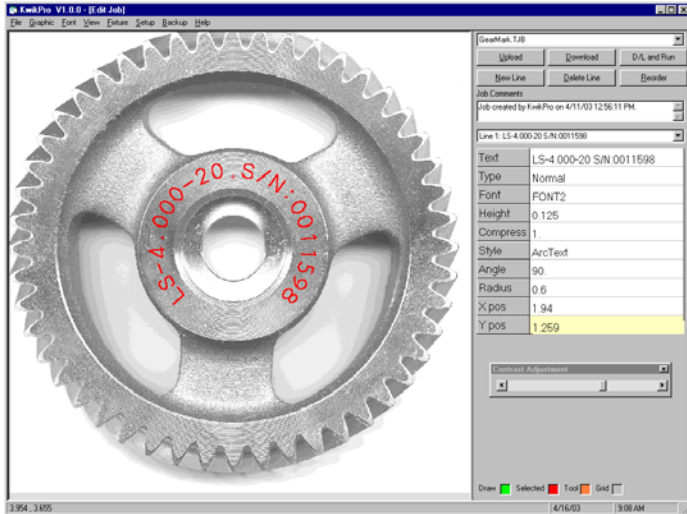 KwikPro V1.0.0 - [Edit Job]
File Graphic Font View Fixture Setup Backup Help
LS-4.000-20.S/N:0011598
GearMark.TJB
Upload Download D/L and Run
New Line Delete Line Reorder
Job Comments
Job created by KwikPro on 4/11/03 12:56:11 PM.
Line 1: LS-4.000-20 S/N:0011598
Text LS-4.000-20 S/N:0011598
Type Normal
Font FONT2
Height 0.125
Compress 1.
Style ArcText
Angle 90.
Radius 0.6
X pos 1.94
Y pos 1.259
Contrast Adjustment
Draw Selected Tool Grid
3.954 , 3.655 4/16/03 9:08 AM